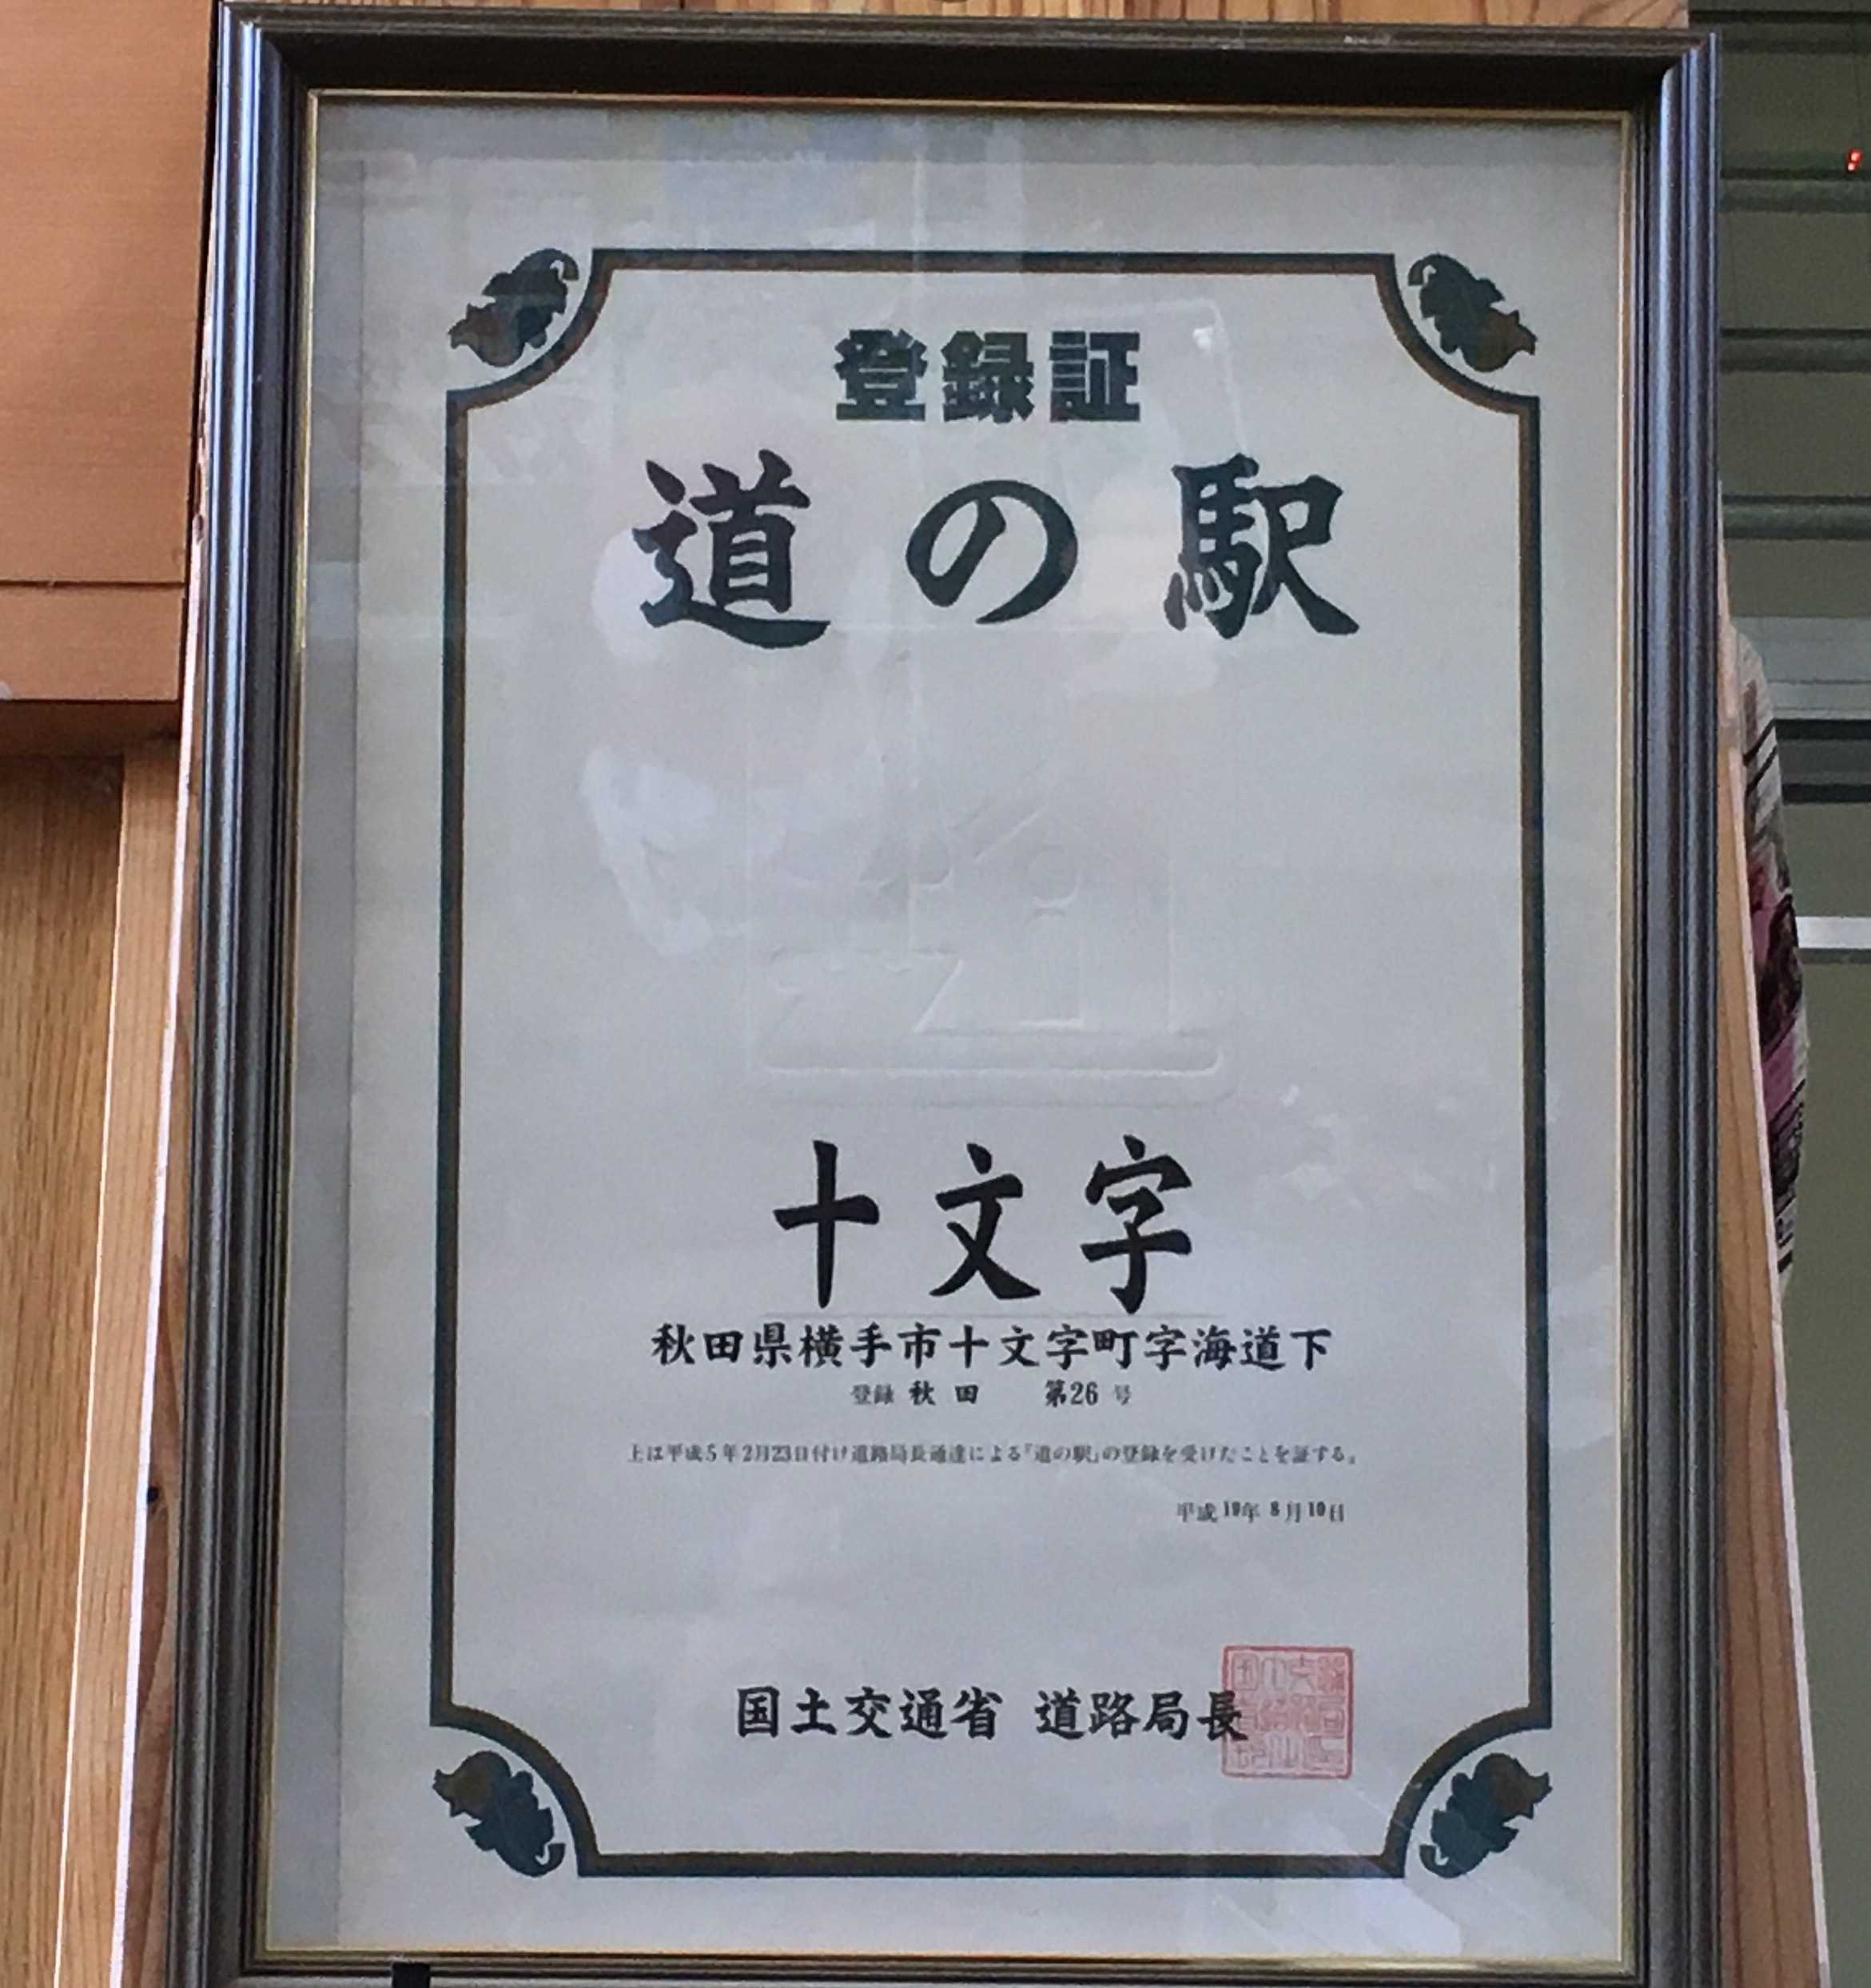 登録証
道の駅
十文字
秋田県横手市十文字町字海道下
登録 秋田 第26号
上は平成5年2月23日付け道路局長通達による「道の駅」の登録を受けたことを証する。
平成19年8月10日
国土交通省 道路局長